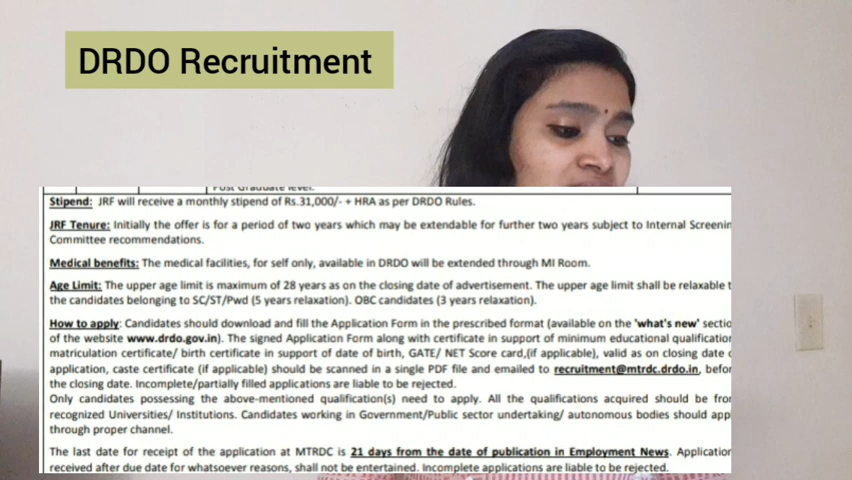 DRDO Recruitment
Post Graduate level.
Stipend: JRF will receive a monthly stipend of Rs.31,000/- + HRA as per DRDO Rules.
JRF Tenure: Initially the offer is for a period of two years which may be extendable for further two years subject to Internal
Committee recommendations.
Medical benefits: The medical facilities, for self only, available in DRDO will be extended through MI Room.
Age Limit: The upper age limit is maximum of 28 years as on the closing date of advertisement. The upper age limit shall be relaxable
the candidates belonging to SC/ST/Pwd (5 years relaxation). OBC candidates (3 years relaxation).
How to apply: Candidates should download and fill the Application Form in the prescribed format (available on the 'what's new'
of the website www.drdo.gov.in). The signed Application Form along with certificate in support of minimum educational
matriculation certificate/ birth certificate in support of date of birth, GATE/ NET Score card,(if applicable), valid as on closing date
application, caste certificate (if applicable) should be scanned in a single PDF file and emailed to recruitment@mtrdc.drdo.in,
the closing date. Incomplete/partially filled applications are liable to be rejected.
Only candidates possessing the above-mentioned qualification(s) need to apply. All the qualifications acquired should be
recognized Universities/ Institutions. Candidates working in Government/Public sector undertaking/ autonomous bodies should
through proper channel.
The last date for receipt of the application at MTRDC is 21 days from the date of publication in Employment News.
received after due date for whatsoever reasons, shall not be entertained. Incomplete applications are liable to be rejected.